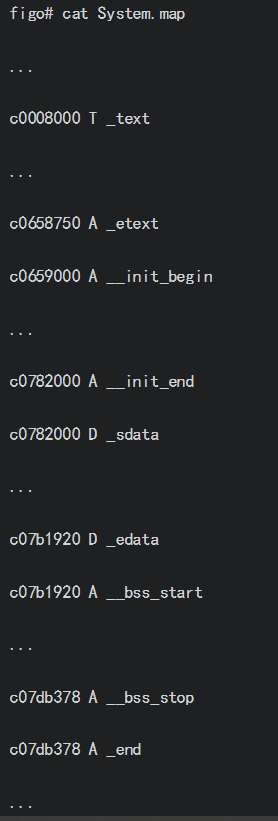 figo# cat System.map
...
c0008000 T _text
...
c0658750 A _etext
c0659000 A __init_begin
...
c0782000 A __init_end
c0782000 D _sdata
...
c07b1920 D _edata
c07b1920 A __bss_start
...
c07db378 A __bss_stop
c07db378 A _end
...